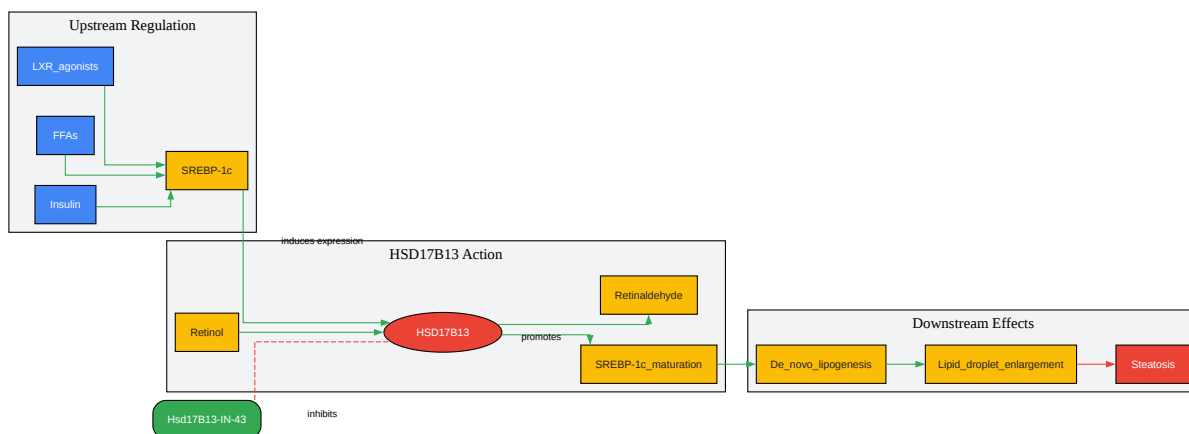 Upstream Regulation
LXR_agonists
FFAs
SREBP-1c
Insulin
induces expression
HSD17B13 Action
Retinaldehyde
Retinol
HSD17B13
promotes
SREBP-1c_maturation
Hsd17B13-IN-43
inhibits
Downstream Effects
De_novo_lipogenesis
Lipid_droplet_enlargement
Steatosis